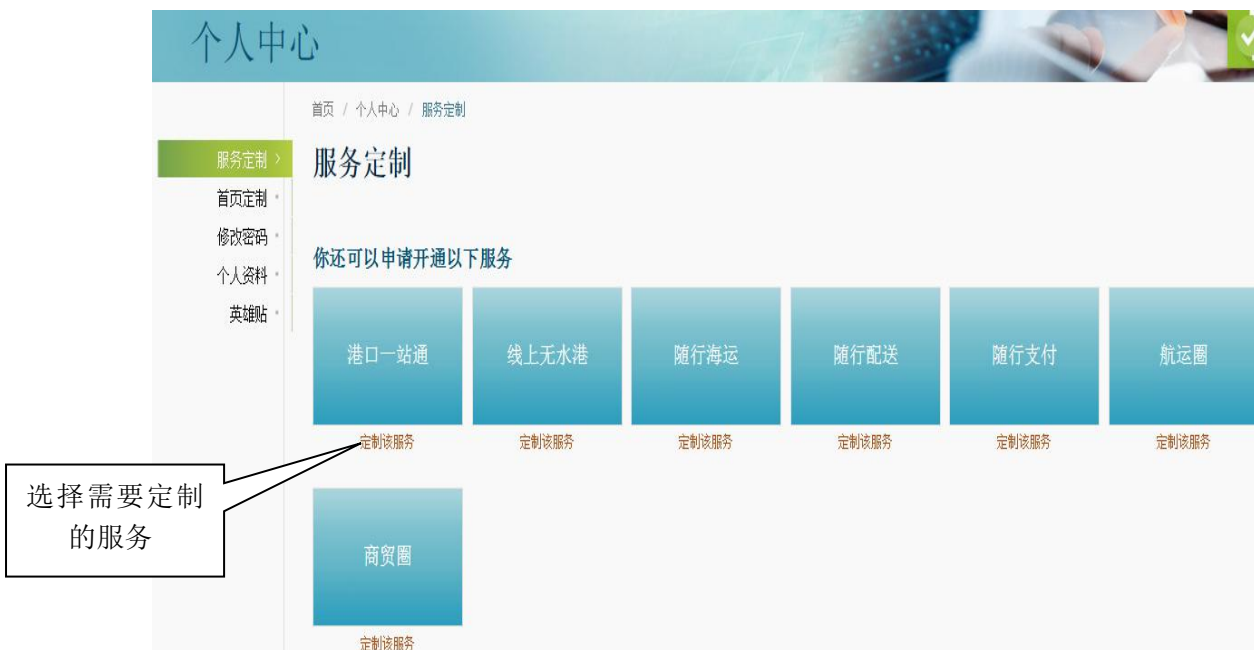 个人中心
首页 / 个人中心 / 服务定制
服务定制 >
首页定制
修改密码
个人资料
英雄贴
服务定制
你还可以申请开通以下服务
港口一站通
线上无水港
随行海运
随行配送
随行支付
航运圈
定制该服务
定制该服务
定制该服务
定制该服务
定制该服务
定制该服务
选择需要定制
的服务
商贸圈
定制该服务